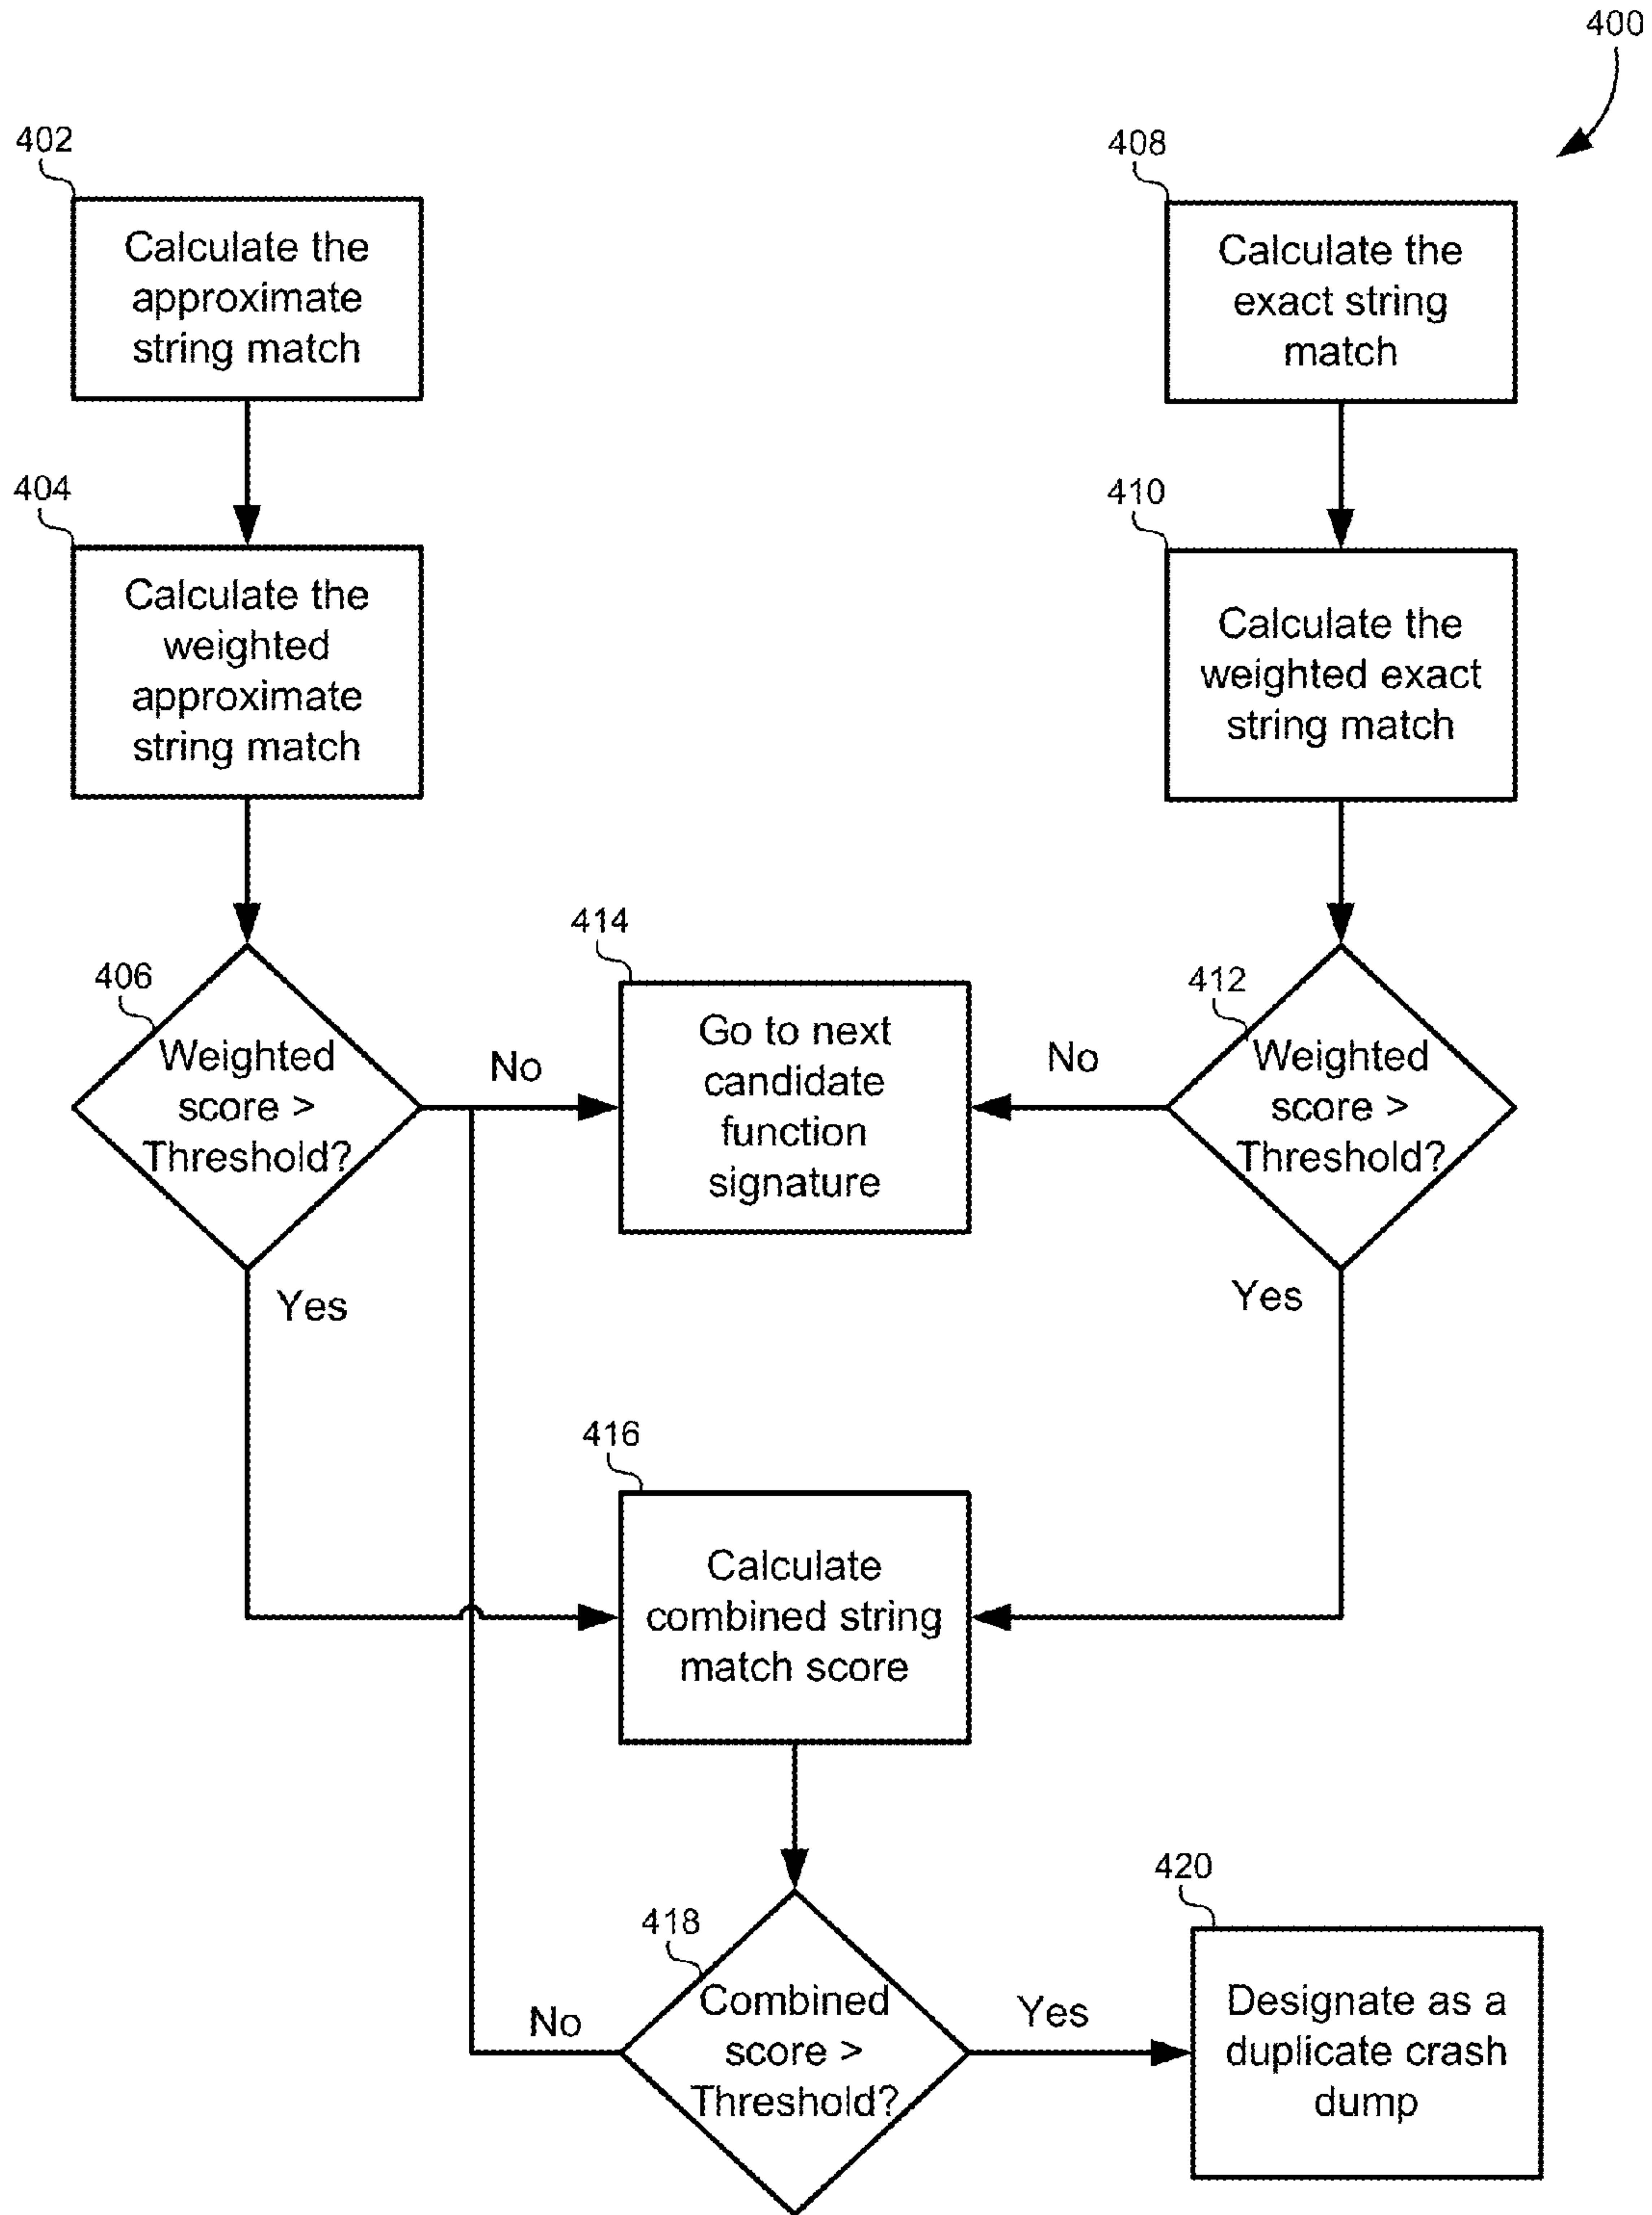 400
402
Calculate the
approximate
string match
408
Calculate the
exact string
match
404
Calculate the
weighted
approximate
string match
410
Calculate the
weighted exact
string match
406
Weighted
score >
Threshold?
No
414
Go to next
candidate
function
signature
No
412
Weighted
score >
Threshold?
Yes
Yes
416
Calculate
combined string
match score
418
Combined
score >
Threshold?
No
Yes
420
Designate as a
duplicate crash
dump